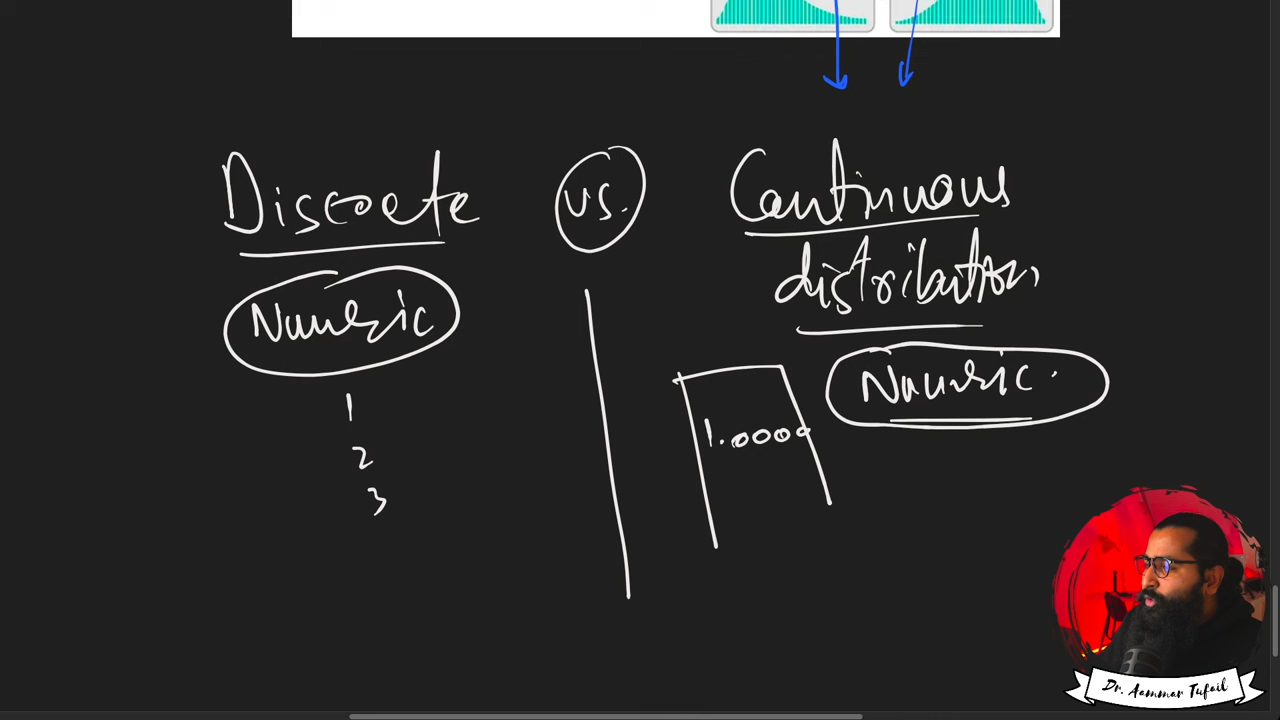 Discrete vs. Continuous
distribution,
Numeric
Numeric
1
1.0000
2
3
Dr. Aammar Tufail